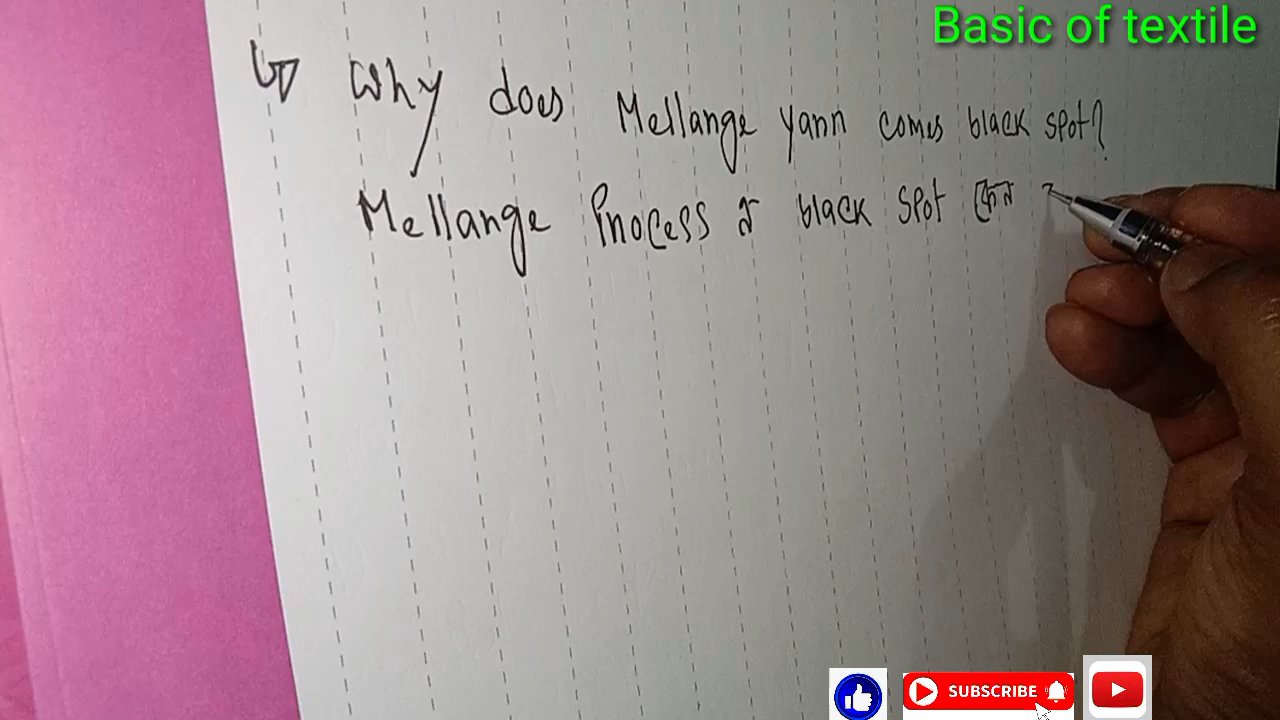 Basic of textile
Why does Mellange yarn comes black spot?
Mellange Process এ black spot কেন
SUBSCRIBE